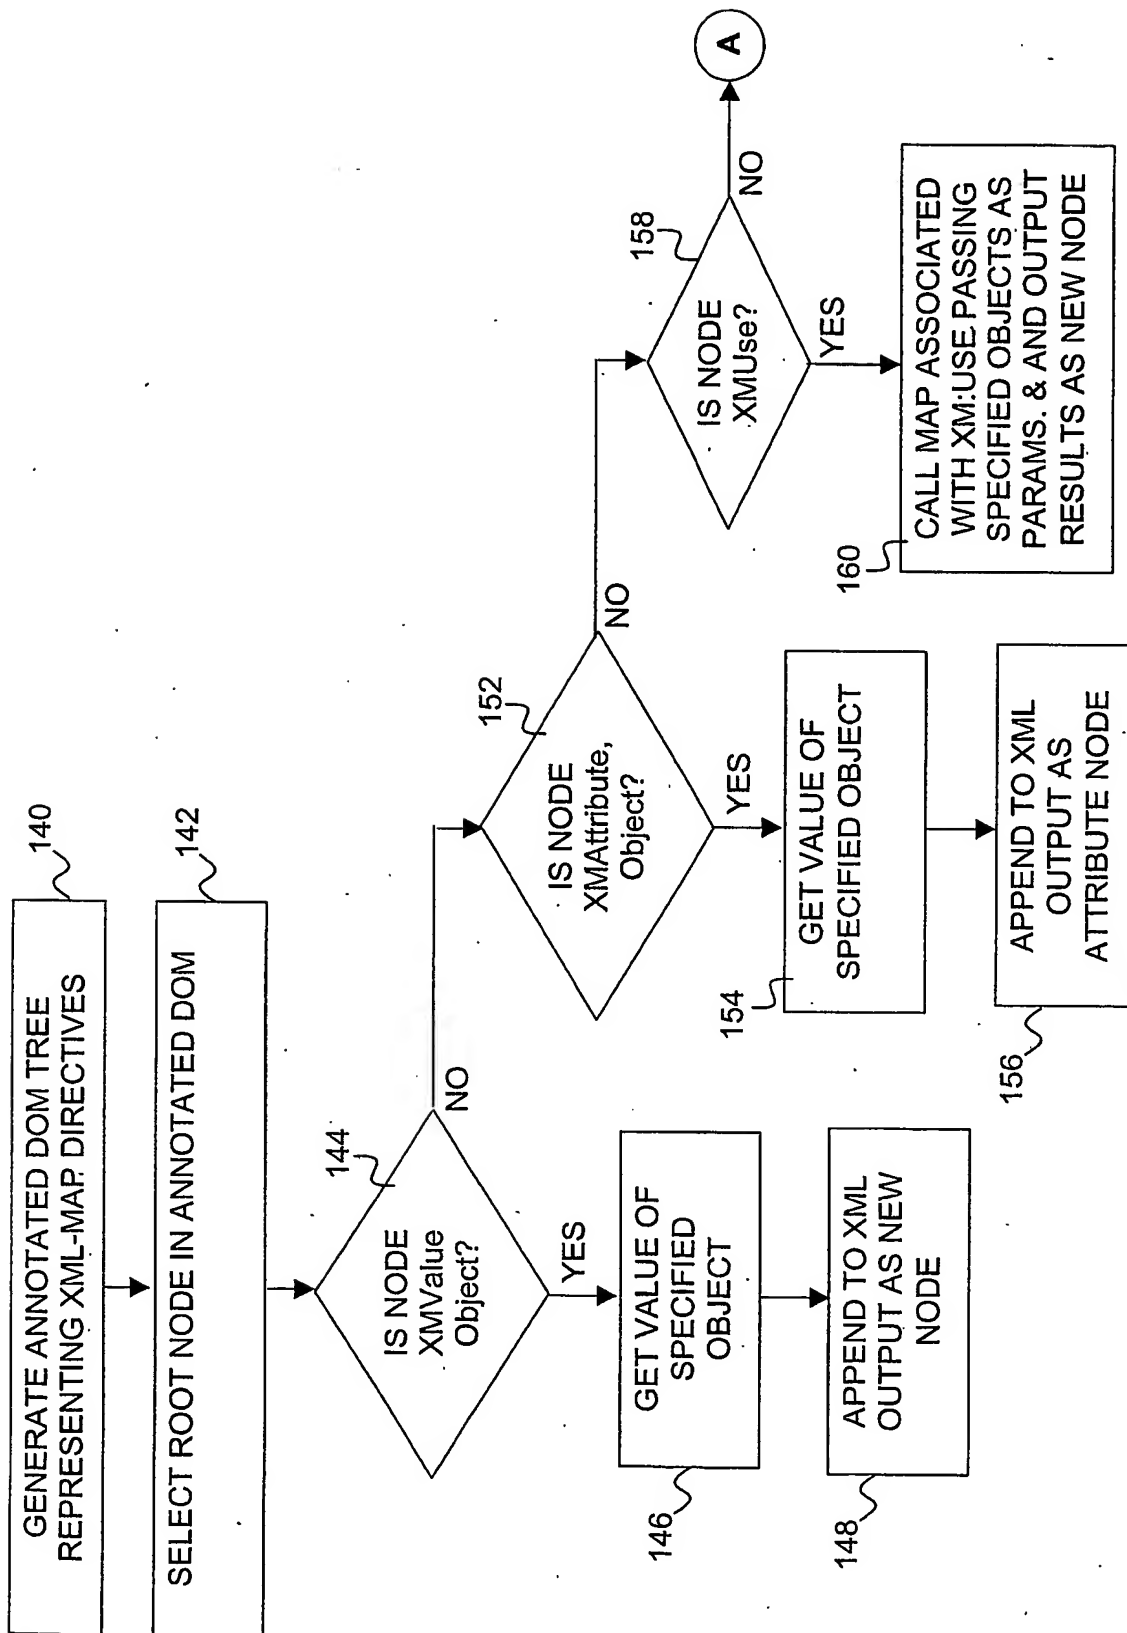 GENERATE ANNOTATED DOM TREE
REPRESENTING XML-MAP. DIRECTIVES
140
SELECT ROOT NODE IN ANNOTATED DOM
142
IS NODE
XMValue
Object?
144
NO
YES
GET VALUE OF
SPECIFIED
OBJECT
146
APPEND TO XML
OUTPUT AS NEW
NODE
148
IS NODE
XMAttribute,
Object?
152
NO
YES
GET VALUE OF
SPECIFIED OBJECT
154
APPEND TO XML
OUTPUT AS
ATTRIBUTE NODE
156
IS NODE
XMUse?
158
NO
YES
A
CALL MAP ASSOCIATED
WITH XM:USE PASSING
SPECIFIED OBJECTS AS
PARAMS. & AND OUTPUT
RESULTS AS NEW NODE
160